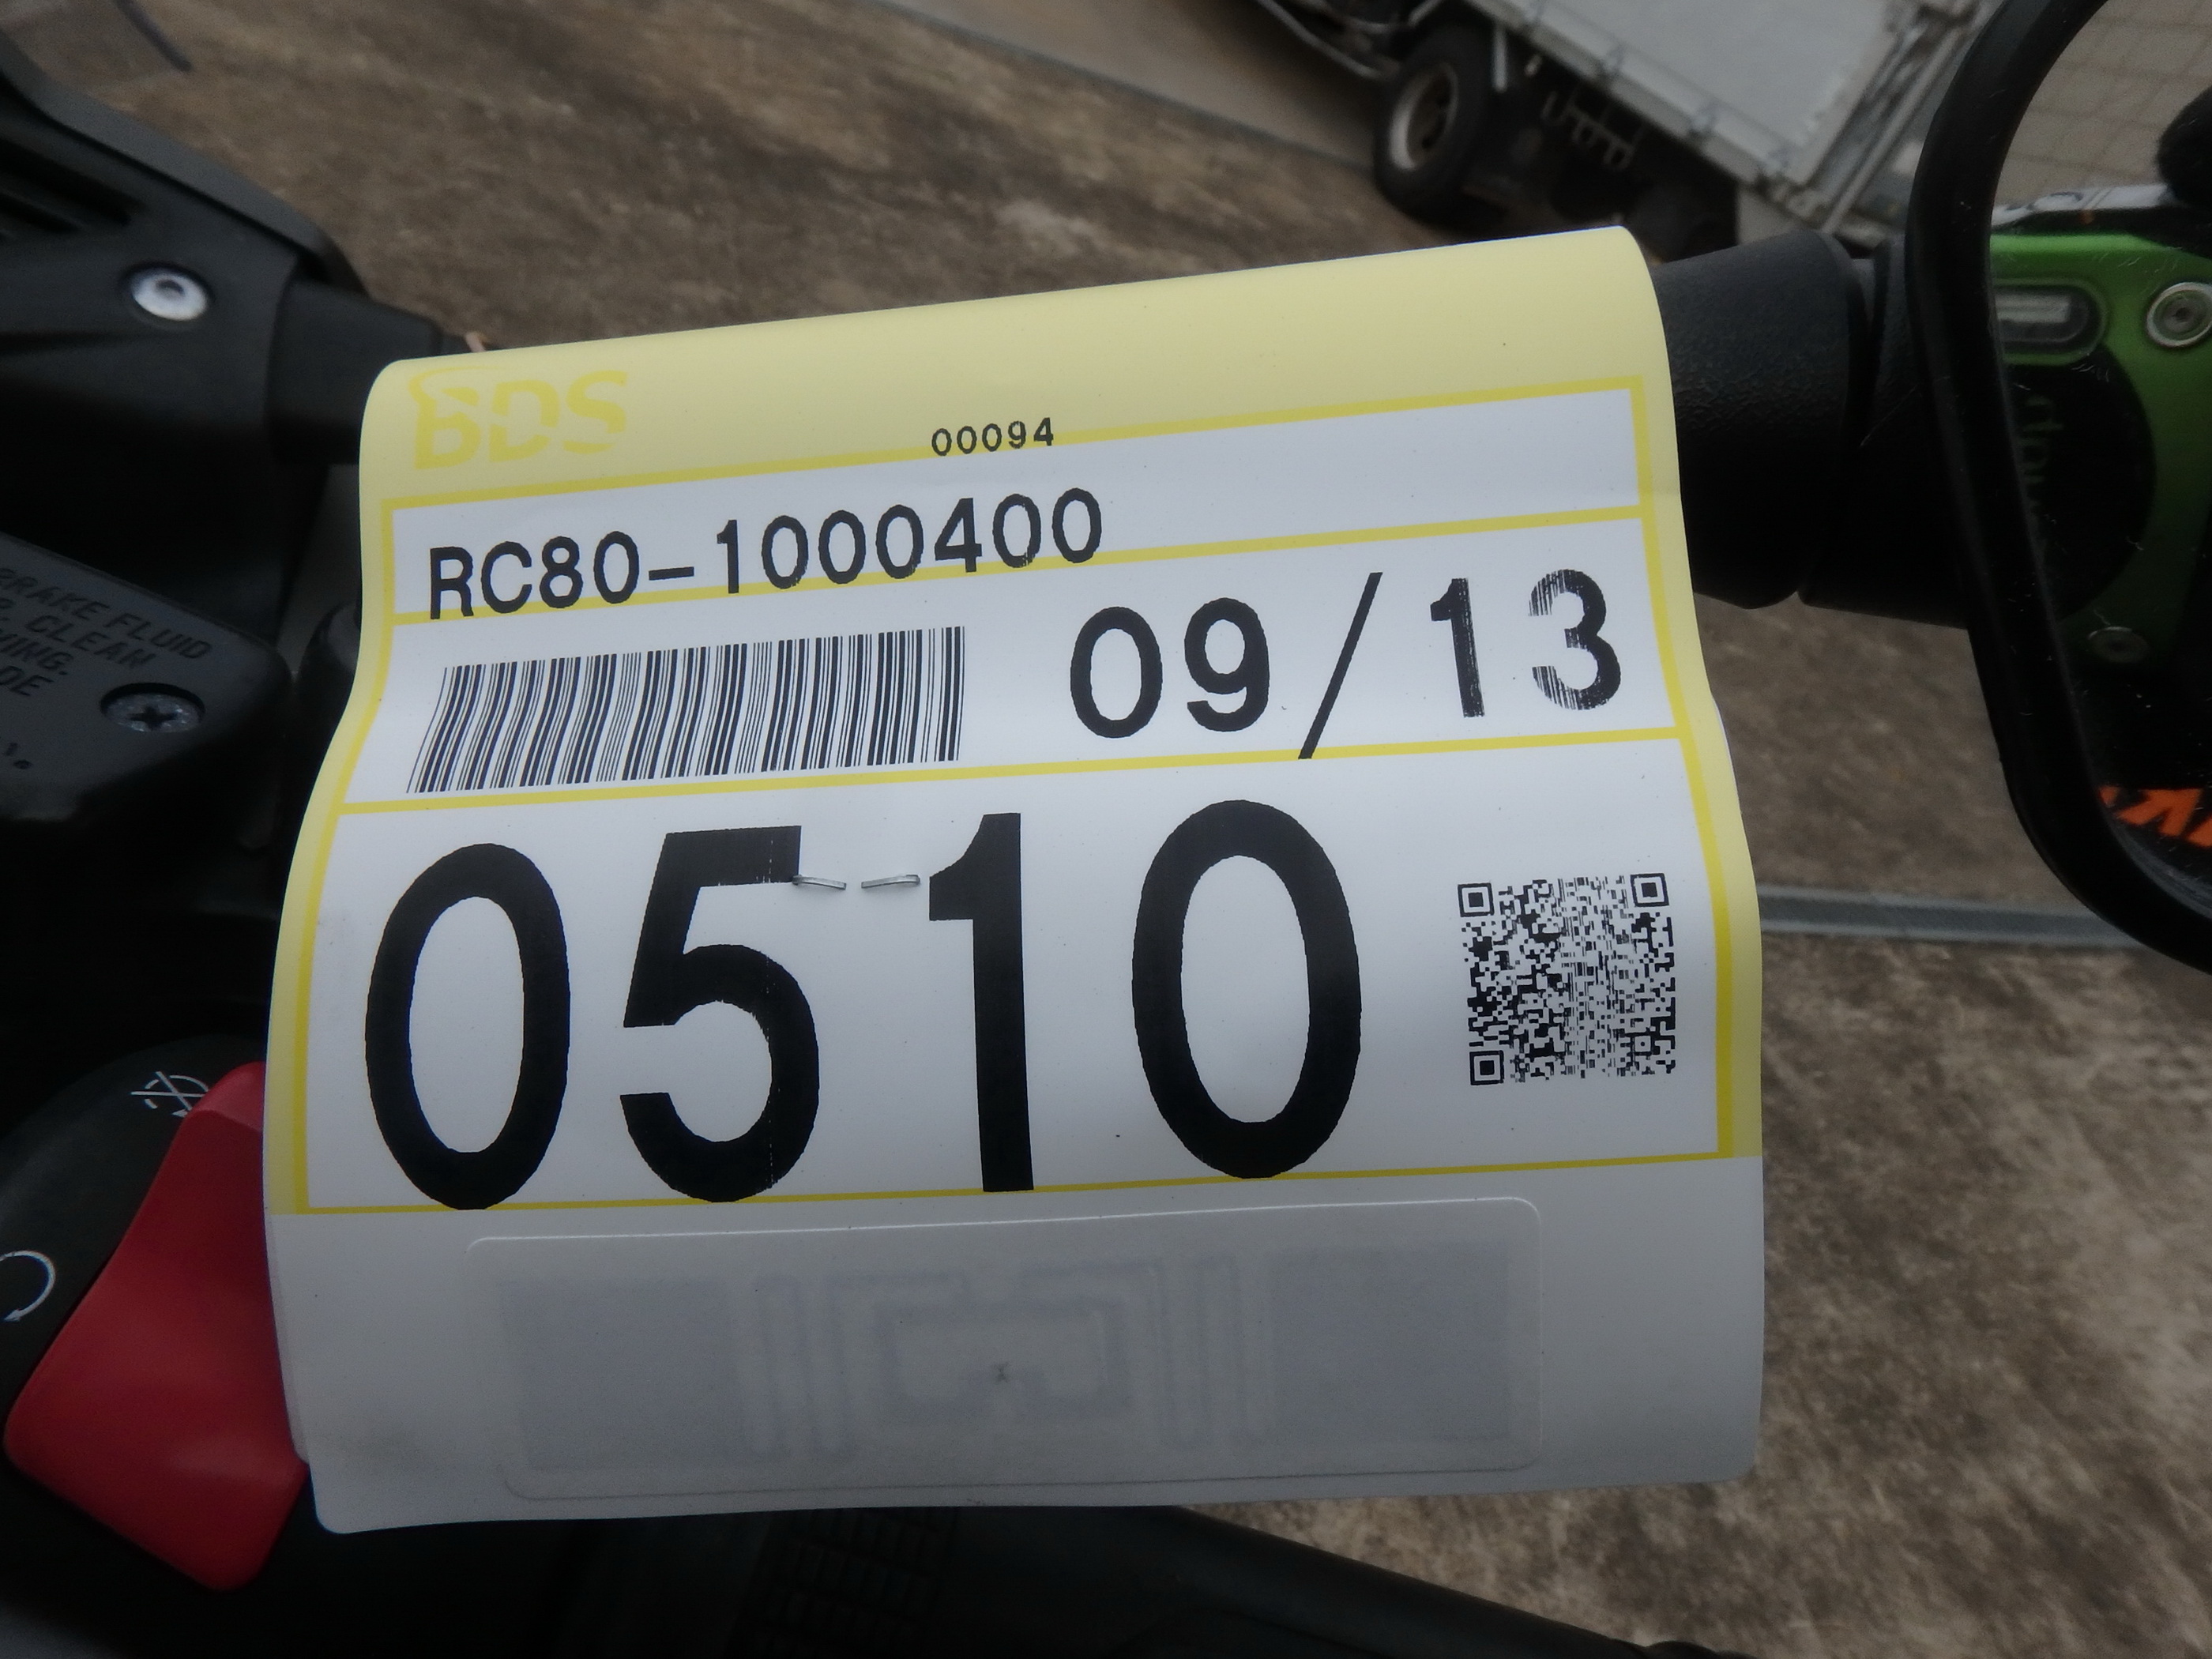 BDS
00094
RC80-1000400
09/13
0510
BRAKE FLUID
CLEAN